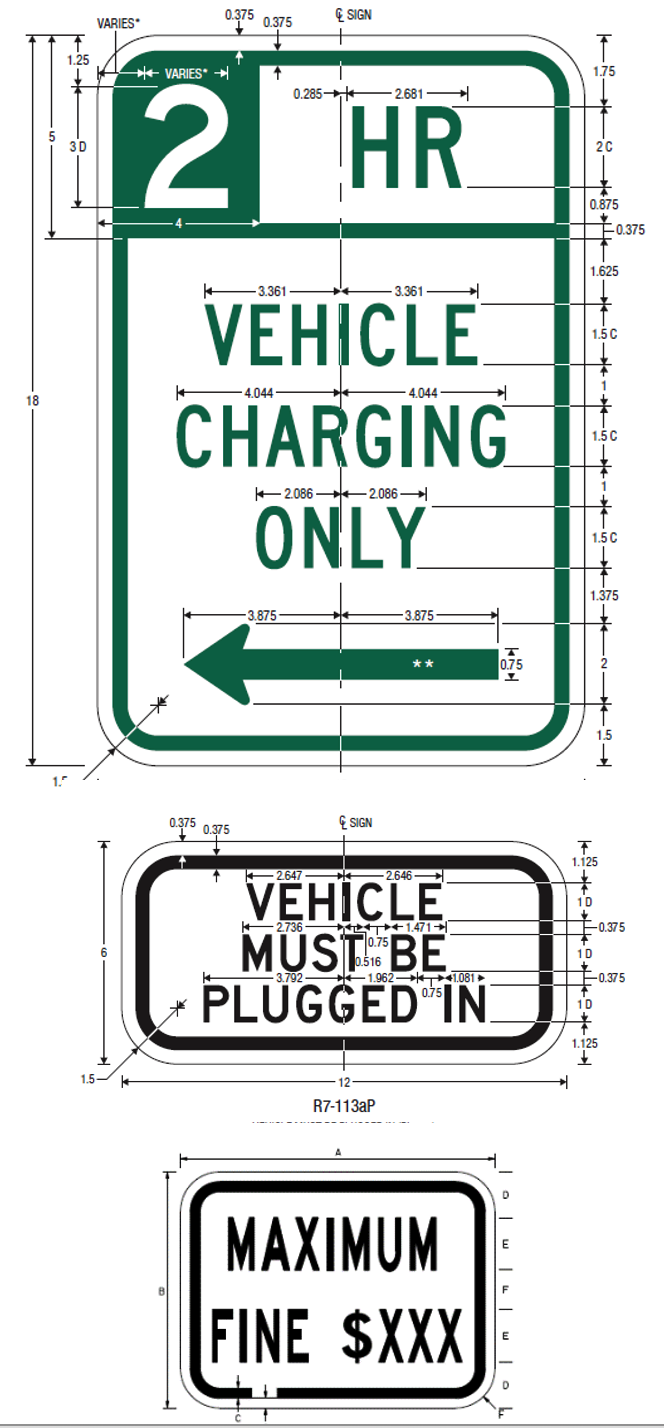 VARIES*
0.375
0.375
℄ SIGN
1.25
VARIES*
1.75
0.285
2.681
2
HR
5
3 D
2 C
4
0.875
0.375
1.625
3.361
3.361
VEHICLE
1.5 C
1
18
4.044
4.044
CHARGING
1.5 C
1
2.086
2.086
ONLY
1.5 C
1.375
3.875
3.875
**
0.75
2
1.5
0.375
0.375
℄ SIGN
1.125
2.647
2.646
VEHICLE
1 D
2.736
1.471
0.375
6
MUST BE
0.75
0.516
1 D
3.792
1.962
1.081
0.375
PLUGGED IN
0.75
1 D
1.125
1.5
12
R7-113aP
A
D
MAXIMUM
E
B
F
FINE $XXX
E
D
C
F